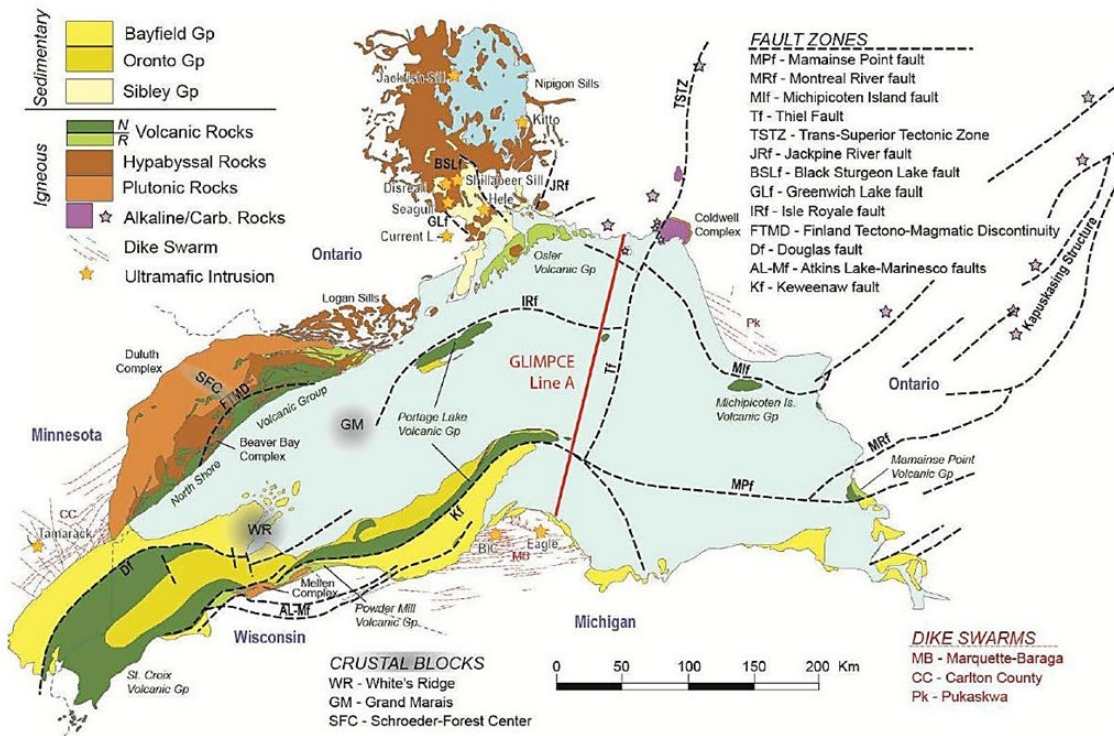 Sedimentary
Bayfield Gp
Oronto Gp
Sibley Gp
Igneous
N
R
Volcanic Rocks
Hypabyssal Rocks
Plutonic Rocks
Alkaline/Carb. Rocks
Dike Swarm
Ultramafic Intrusion
FAULT ZONES
MPf - Mamainse Point fault
MRf - Montreal River fault
MIf - Michipicoten Island fault
Tf - Thiel Fault
TSTZ - Trans-Superior Tectonic Zone
JRf - Jackpine River fault
BSLf - Black Sturgeon Lake fault
GLf - Greenwich Lake fault
IRf - Isle Royale fault
FTMD - Finland Tectono-Magmatic Discontinuity
Df - Douglas fault
AL-Mf - Atkins Lake-Marinesco faults
Kf - Keweenaw fault
Jackfish Sill
Nipigon Sills
Kitto
BSLf
Disraeli
Shillabeer Sill
Hele
JRf
Seagull
GLf
Current L.
TSTZ
Coldwell
Complex
Ontario
Osler
Volcanic Gp
Logan Sills
IRf
Pk
Kapuskasing Structure
Duluth
Complex
SFC
FTMD
GLIMPCE
Line A
Tf
MIf
Ontario
Michipicoten Is.
Volcanic Gp
Minnesota
Volcanic Group
North Shore
Beaver Bay
Complex
GM
Portage Lake
Volcanic Gp
MRf
Mamainse Point
Volcanic Gp
MPf
CC
Tamarack
WR
Kf
BIC
Eagle
MB
Df
Mellen
Complex
AL-Mf
Powder Mill
Volcanic Gp
Wisconsin
Michigan
St. Croix
Volcanic Gp
CRUSTAL BLOCKS
WR - White's Ridge
GM - Grand Marais
SFC - Schroeder-Forest Center
0 50 100 150 200 Km
DIKE SWARMS
MB - Marquette-Baraga
CC - Carlton County
Pk - Pukaskwa